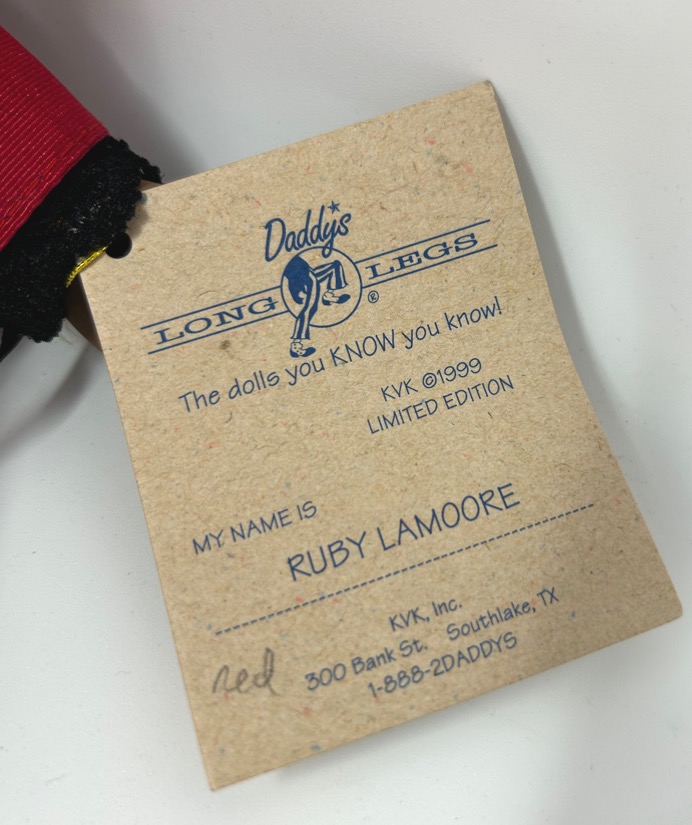 Daddy's
LONG LEGS ®
The dolls you KNOW you know!
KVK ©1999
LIMITED EDITION
MY NAME IS
RUBY LAMOORE
KVK, Inc.
300 Bank St. Southlake, TX
1-888-2DADDYS
red